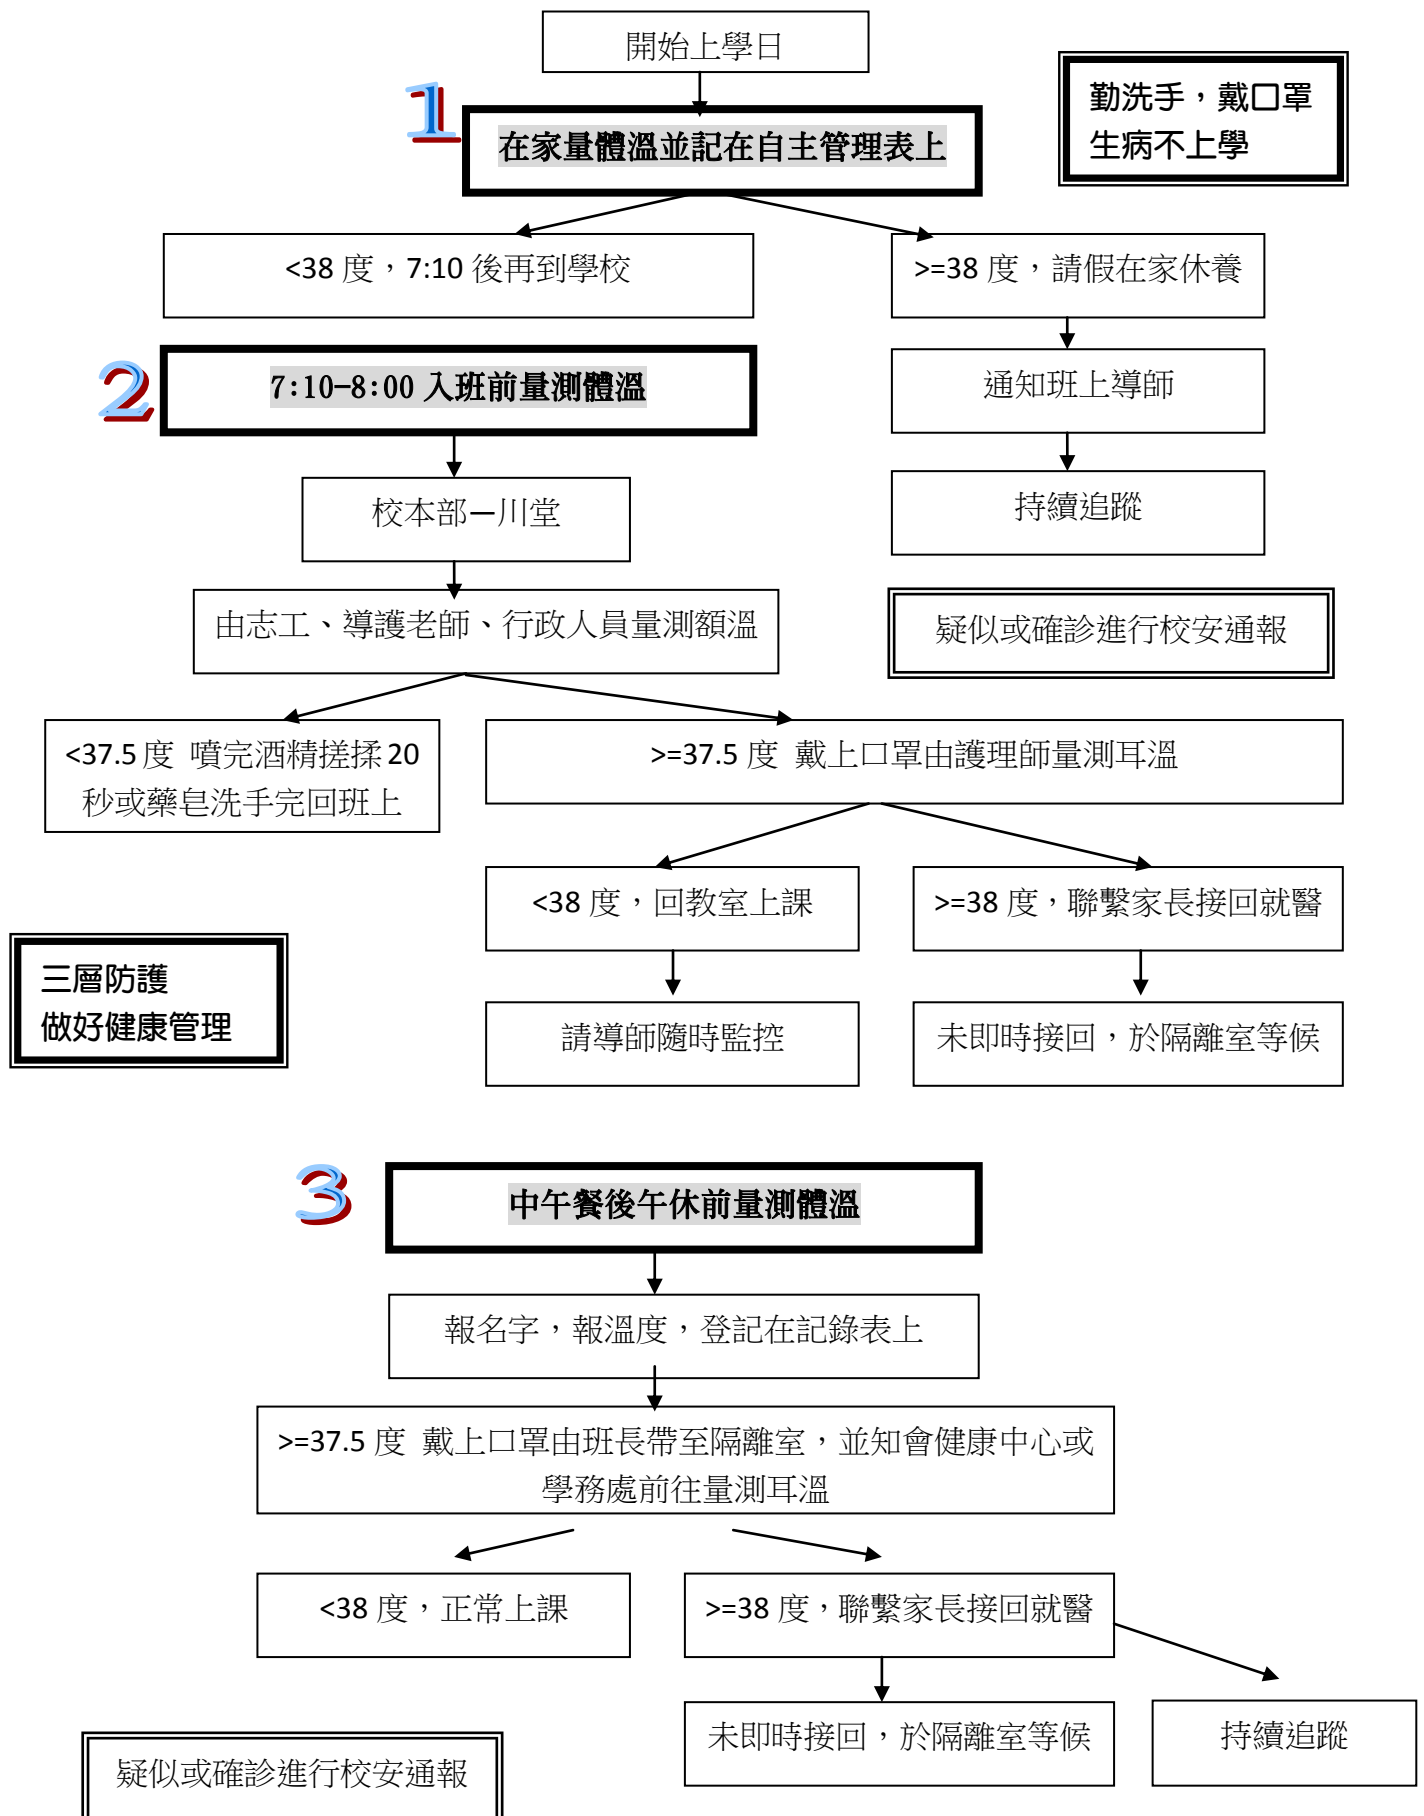 開始上學日
1
勤洗手，戴口罩
生病不上學
在家量體溫並記在自主管理表上
<38 度，7:10 後再到學校
>=38 度，請假在家休養
2
7:10-8:00 入班前量測體溫
通知班上導師
校本部—川堂
持續追蹤
由志工、導護老師、行政人員量測額溫
疑似或確診進行校安通報
<37.5 度 噴完酒精搓揉 20
秒或藥皂洗手完回班上
>=37.5 度 戴上口罩由護理師量測耳溫
<38 度，回教室上課
>=38 度，聯繫家長接回就醫
三層防護
做好健康管理
請導師隨時監控
未即時接回，於隔離室等候
3
中午餐後午休前量測體溫
報名字，報溫度，登記在記錄表上
>=37.5 度 戴上口罩由班長帶至隔離室，並知會健康中心或
學務處前往量測耳溫
<38 度，正常上課
>=38 度，聯繫家長接回就醫
未即時接回，於隔離室等候
持續追蹤
疑似或確診進行校安通報